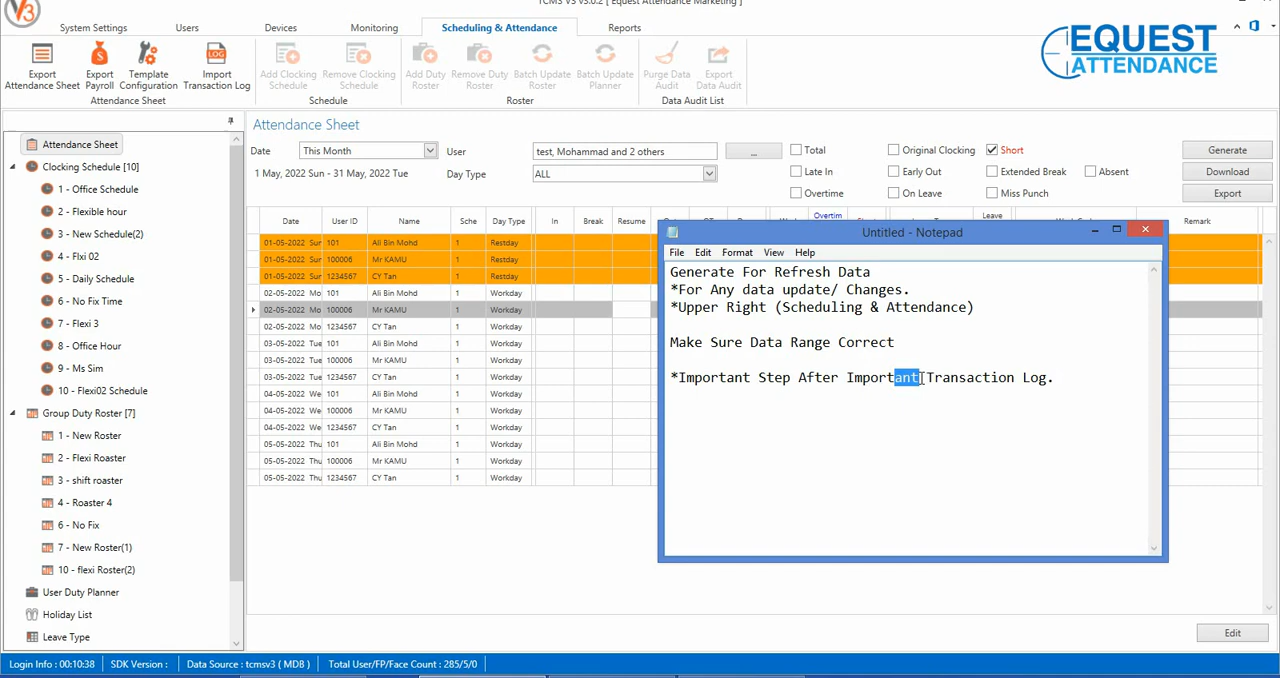 V3
TCMS V3 v3.0.2 [ Equest Attendance Marketing ]
System Settings
Users
Devices
Monitoring
Scheduling & Attendance
Reports
Export
Attendance Sheet
Export
Payroll
Template
Configuration
LOG
Import
Transaction Log
Add Clocking
Schedule
Remove Clocking
Schedule
Add Duty
Roster
Remove Duty
Roster
Batch Update
Roster
Batch Update
Planner
Purge Data
Audit
Export
Data Audit
Attendance Sheet
Schedule
Roster
Data Audit List
EQUEST
ATTENDANCE
Attendance Sheet
Clocking Schedule [10]
1 - Office Schedule
2 - Flexible hour
3 - New Schedule(2)
4 - Flxi 02
5 - Daily Schedule
6 - No Fix Time
7 - Flexi 3
8 - Office Hour
9 - Ms Sim
10 - Flexi02 Schedule
Group Duty Roster [7]
1 - New Roster
2 - Flexi Roaster
3 - shift roaster
4 - Roaster 4
6 - No Fix
7 - New Roster(1)
10 - flexi Roster(2)
User Duty Planner
Holiday List
Leave Type
Attendance Sheet
Date This Month User test, Mohammad and 2 others ...
1 May, 2022 Sun - 31 May, 2022 Tue Day Type ALL
Total Original Clocking Short
Late In Early Out Extended Break Absent
Overtime On Leave Miss Punch
Generate
Download
Export
Date User ID Name Sche Day Type In Break Resume Overtim Leave Remark
01-05-2022 Sur 101 Ali Bin Mohd 1 Restday
01-05-2022 Sur 100006 Mr KAMU 1 Restday
01-05-2022 Sur 1234567 CY Tan 1 Restday
02-05-2022 Mo 101 Ali Bin Mohd 1 Workday
02-05-2022 Mo 100006 Mr KAMU 1 Workday
02-05-2022 Mo 1234567 CY Tan 1 Workday
03-05-2022 Tue 101 Ali Bin Mohd 1 Workday
03-05-2022 Tue 100006 Mr KAMU 1 Workday
03-05-2022 Tue 1234567 CY Tan 1 Workday
04-05-2022 We 101 Ali Bin Mohd 1 Workday
04-05-2022 We 100006 Mr KAMU 1 Workday
04-05-2022 We 1234567 CY Tan 1 Workday
05-05-2022 Thu 101 Ali Bin Mohd 1 Workday
05-05-2022 Thu 100006 Mr KAMU 1 Workday
05-05-2022 Thu 1234567 CY Tan 1 Workday
Untitled - Notepad
File Edit Format View Help
Generate For Refresh Data
*For Any data update/ Changes.
*Upper Right (Scheduling & Attendance)
Make Sure Data Range Correct
*Important Step After Important Transaction Log.
Edit
Login Info : 00:10:38
SDK Version :
Data Source : tcmsv3 ( MDB )
Total User/FP/Face Count : 285/5/0